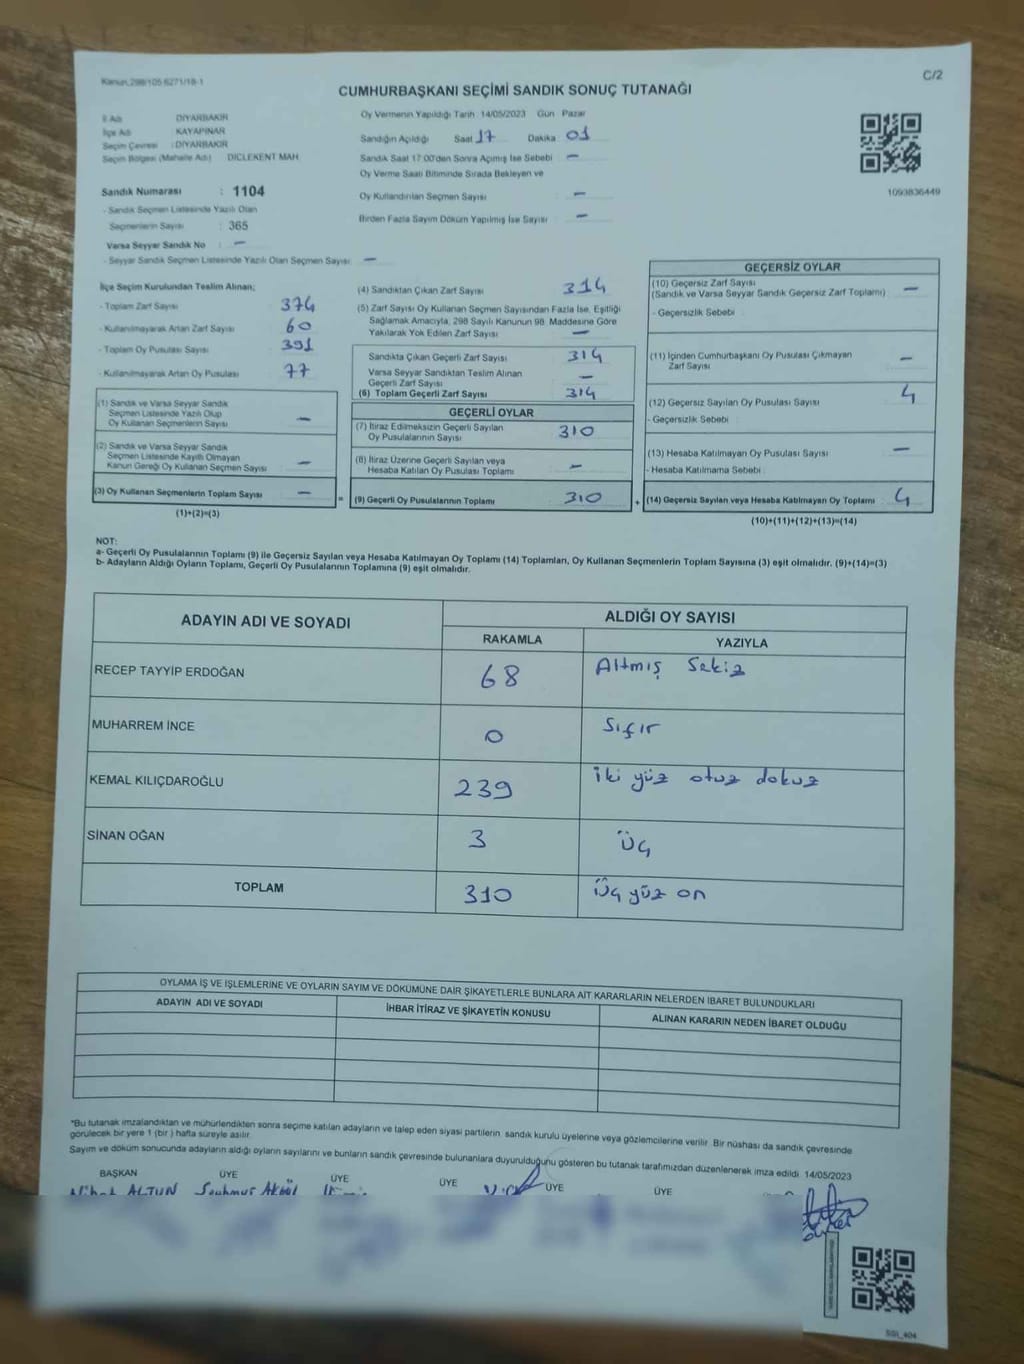 Kanun:298/105 6271/18-1
C/2
CUMHURBAŞKANI SEÇİMİ SANDIK SONUÇ TUTANAĞI
İl Adı DİYARBAKIR
İlçe Adı KAYAPINAR
Seçim Çevresi : DİYARBAKIR
Seçim Bölgesi (Mahalle Adı) DİCLEKENT MAH.
Sandık Numarası : 1104
- Sandık Seçmen Listesinde Yazılı Olan
Seçmenlerin Sayısı : 365
Varsa Seyyar Sandık No : —
- Seyyar Sandık Seçmen Listesinde Yazılı Olan Seçmen Sayısı —
Oy Vermenin Yapıldığı Tarih 14/05/2023 Gün Pazar
Sandığın Açıldığı Saat 17 Dakika 01
Sandık Saat 17:00'den Sonra Açılmış İse Sebebi —
Oy Verme Saati Bitiminde Sırada Bekleyen ve
Oy Kullandırılan Seçmen Sayısı —
Birden Fazla Sayım Döküm Yapılmış İse Sayısı —
1093836449
İlçe Seçim Kurulundan Teslim Alınan;
- Toplam Zarf Sayısı 374
- Kullanılmayarak Artan Zarf Sayısı 60
- Toplam Oy Pusulası Sayısı 391
- Kullanılmayarak Artan Oy Pusulası 77
(1) Sandık ve Varsa Seyyar Sandık
Seçmen Listesinde Yazılı Olup
Oy Kullanan Seçmenlerin Sayısı —
(2) Sandık ve Varsa Seyyar Sandık
Seçmen Listesinde Kayıtlı Olmayan
Kanun Gereği Oy Kullanan Seçmen Sayısı —
(3) Oy Kullanan Seçmenlerin Toplam Sayısı —
(1)+(2)=(3)
(4) Sandıktan Çıkan Zarf Sayısı 314
(5) Zarf Sayısı Oy Kullanan Seçmen Sayısından Fazla İse, Eşitliği
Sağlamak Amacıyla, 298 Sayılı Kanunun 98. Maddesine Göre
Yakılarak Yok Edilen Zarf Sayısı —
Sandıkta Çıkan Geçerli Zarf Sayısı 314
Varsa Seyyar Sandıktan Teslim Alınan
Geçerli Zarf Sayısı —
(6) Toplam Geçerli Zarf Sayısı 314
GEÇERLİ OYLAR
(7) İtiraz Edilmeksizin Geçerli Sayılan
Oy Pusulalarının Sayısı 310
(8) İtiraz Üzerine Geçerli Sayılan veya
Hesaba Katılan Oy Pusulası Toplamı —
= (9) Geçerli Oy Pusulalarının Toplamı 310
GEÇERSİZ OYLAR
(10) Geçersiz Zarf Sayısı
(Sandık ve Varsa Seyyar Sandık Geçersiz Zarf Toplamı) —
- Geçersizlik Sebebi
(11) İçinden Cumhurbaşkanı Oy Pusulası Çıkmayan
Zarf Sayısı —
(12) Geçersiz Sayılan Oy Pusulası Sayısı 4
- Geçersizlik Sebebi
(13) Hesaba Katılmayan Oy Pusulası Sayısı —
- Hesaba Katılmama Sebebi
+ (14) Geçersiz Sayılan veya Hesaba Katılmayan Oy Toplamı 4
(10)+(11)+(12)+(13)=(14)
NOT:
a- Geçerli Oy Pusulalarının Toplamı (9) ile Geçersiz Sayılan veya Hesaba Katılmayan Oy Toplamı (14) Toplamları, Oy Kullanan Seçmenlerin Toplam Sayısına (3) eşit olmalıdır. (9)+(14)=(3)
b- Adayların Aldığı Oyların Toplamı, Geçerli Oy Pusulalarının Toplamına (9) eşit olmalıdır.
ADAYIN ADI VE SOYADI ALDIĞI OY SAYISI
RAKAMLA YAZIYLA
RECEP TAYYİP ERDOĞAN 68 Altmış Sekiz
MUHARREM İNCE 0 Sıfır
KEMAL KILIÇDAROĞLU 239 iki yüz otuz dokuz
SİNAN OĞAN 3 Üç
TOPLAM 310 Üç yüz on
OYLAMA İŞ VE İŞLEMLERİNE VE OYLARIN SAYIM VE DÖKÜMÜNE DAİR ŞİKAYETLERLE BUNLARA AİT KARARLARIN NELERDEN İBARET BULUNDUKLARI
ADAYIN ADI VE SOYADI İHBAR İTİRAZ VE ŞİKAYETİN KONUSU ALINAN KARARIN NEDEN İBARET OLDUĞU
*Bu tutanak imzalandıktan ve mühürlendikten sonra seçime katılan adayların ve talep eden siyasi partilerin sandık kurulu üyelerine veya gözlemcilerine verilir. Bir nüshası da sandık çevresinde
görülecek bir yere 1 (bir) hafta süreyle asılır.
Sayım ve döküm sonucunda adayların aldığı oyların sayılarını ve bunların sandık çevresinde bulunanlara duyurulduğunu gösteren bu tutanak tarafımızdan düzenlenerek imza edildi. 14/05/2023
BAŞKAN ÜYE ÜYE ÜYE ÜYE ÜYE
Nihat ALTUN